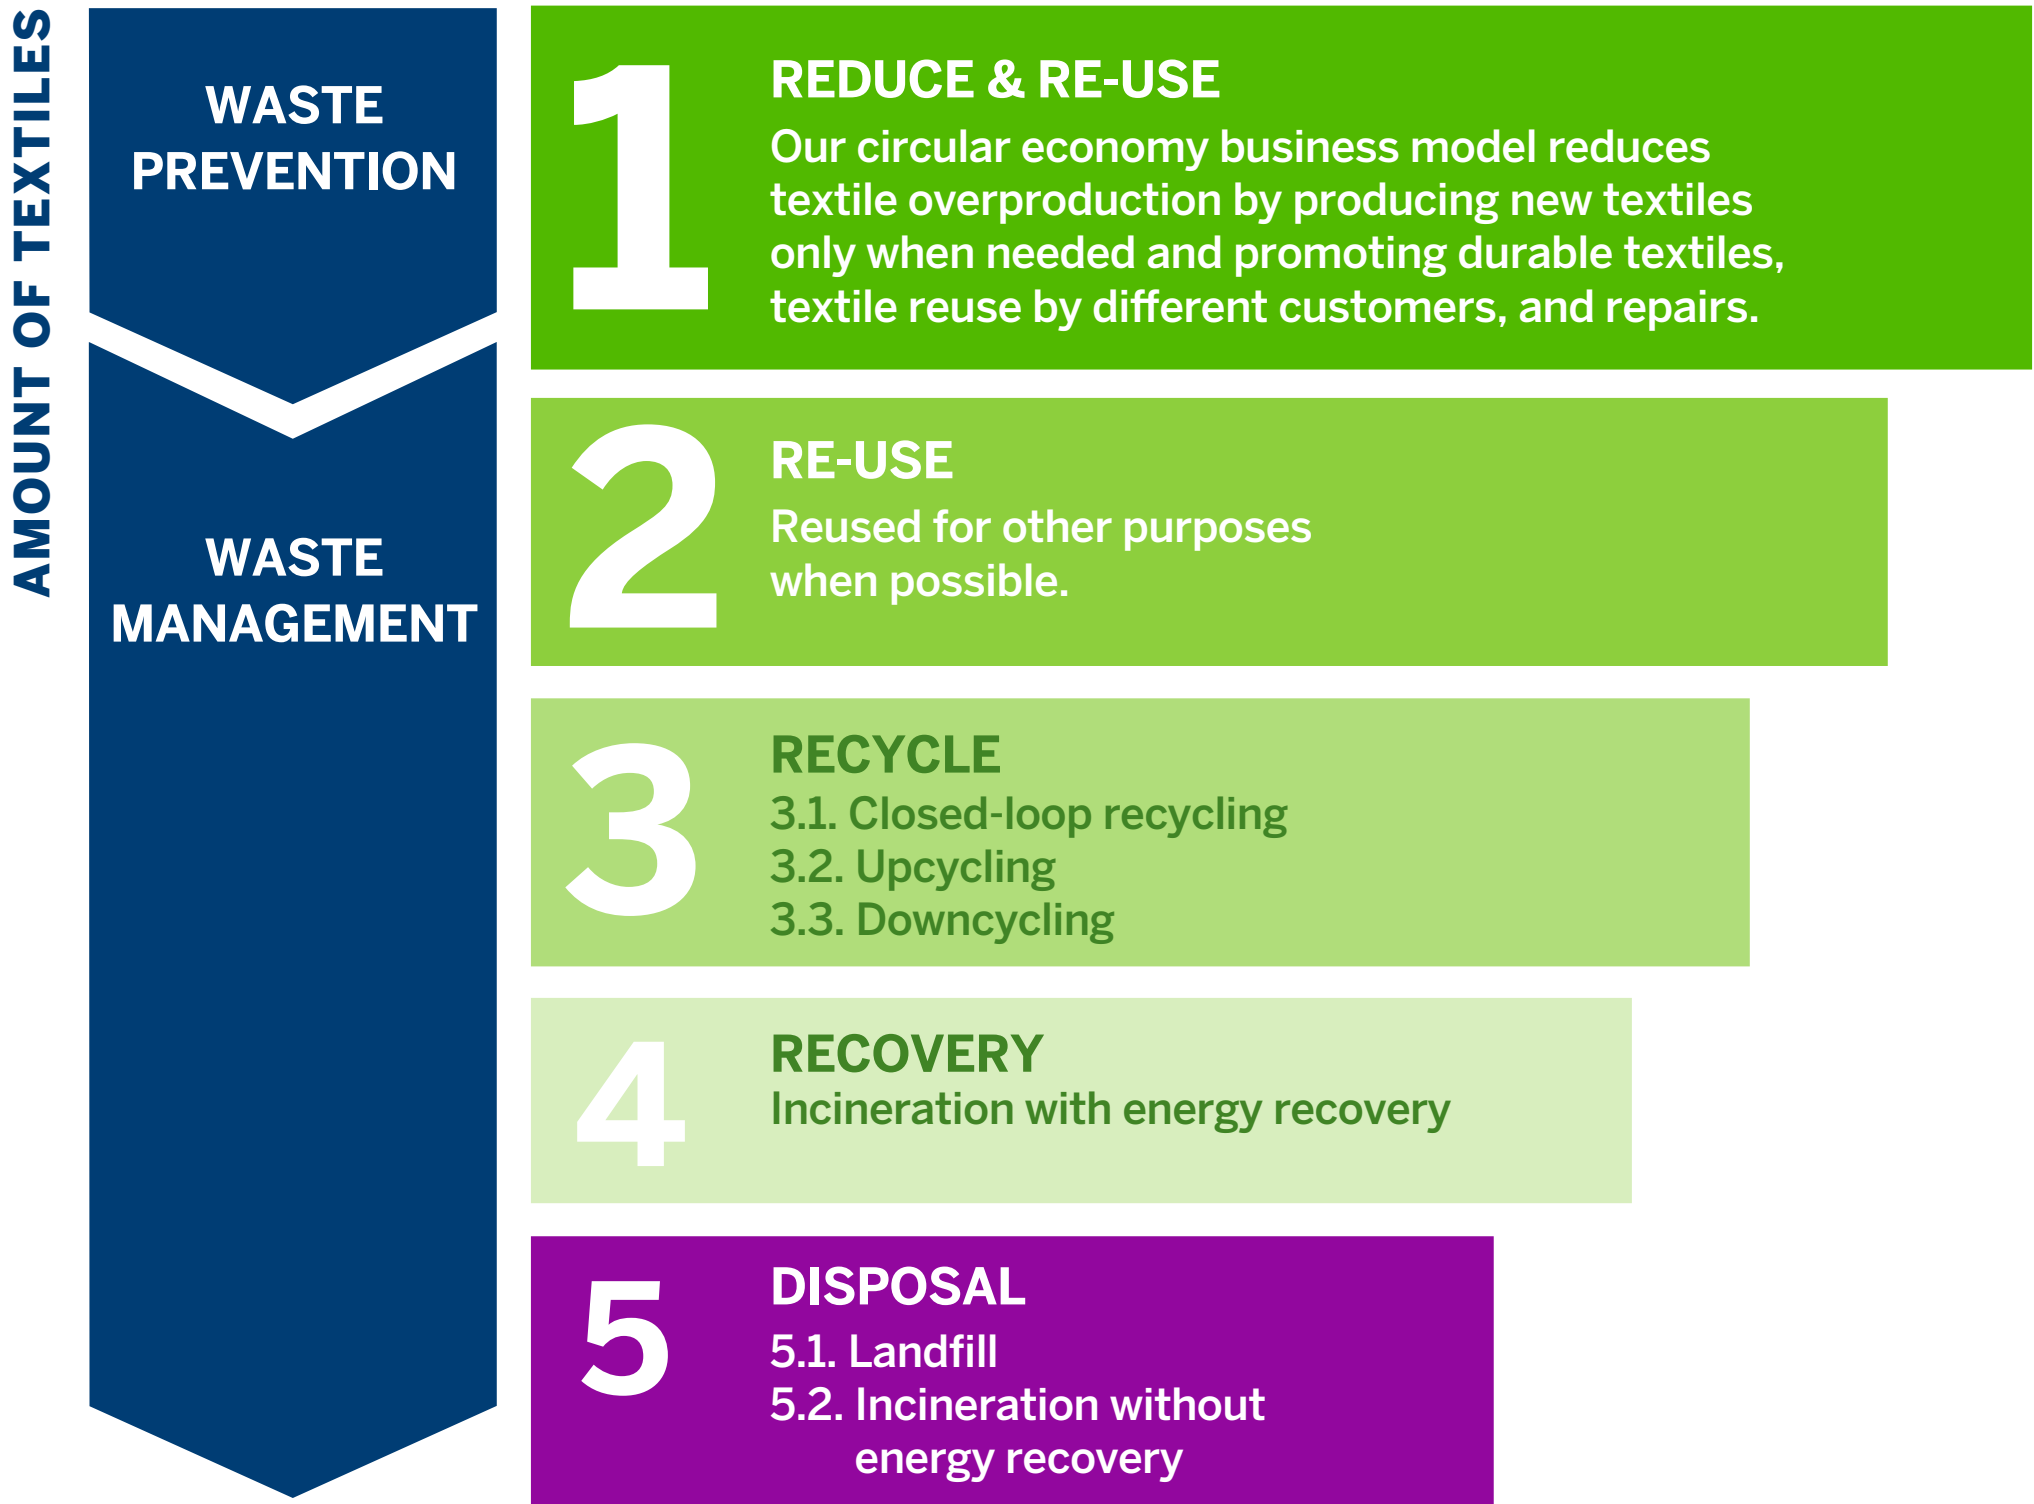 AMOUNT OF TEXTILES
WASTE
PREVENTION
WASTE
MANAGEMENT
1
REDUCE & RE-USE
Our circular economy business model reduces
textile overproduction by producing new textiles
only when needed and promoting durable textiles,
textile reuse by different customers, and repairs.
2
RE-USE
Reused for other purposes
when possible.
3
RECYCLE
3.1. Closed-loop recycling
3.2. Upcycling
3.3. Downcycling
4
RECOVERY
Incineration with energy recovery
5
DISPOSAL
5.1. Landfill
5.2. Incineration without
energy recovery